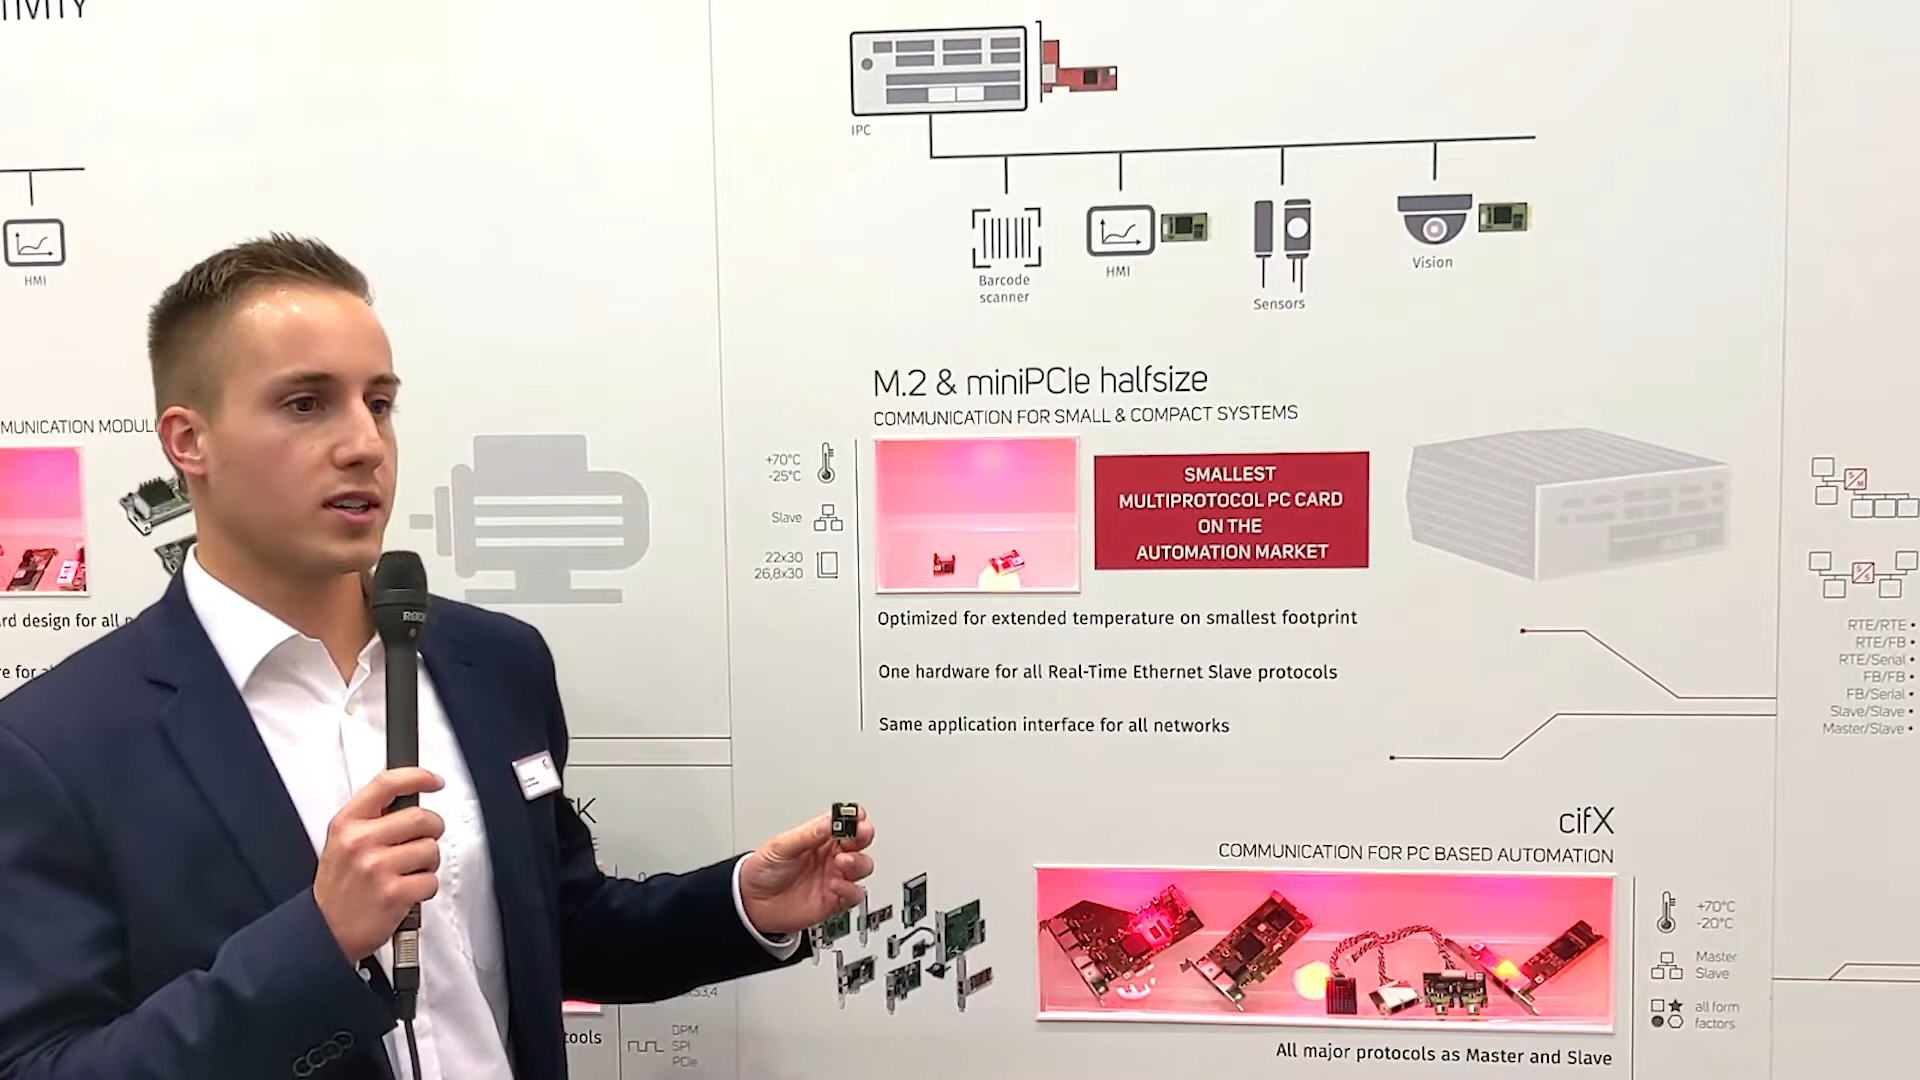 IPC
Barcode
scanner
HMI
Sensors
Vision
HMI
M.2 & miniPCIe halfsize
COMMUNICATION FOR SMALL & COMPACT SYSTEMS
+70°C
-25°C
Slave
22x30
26,8x30
SMALLEST
MULTIPROTOCOL PC CARD
ON THE
AUTOMATION MARKET
Optimized for extended temperature on smallest footprint
One hardware for all Real-Time Ethernet Slave protocols
Same application interface for all networks
RTE/RTE •
RTE/FB •
RTE/Serial •
FB/FB •
FB/Serial •
Slave/Slave •
Master/Slave •
cifX
COMMUNICATION FOR PC BASED AUTOMATION
+70°C
-20°C
Master
Slave
all form
factors
All major protocols as Master and Slave
DPM
SPI
PCIe
tools
design for all